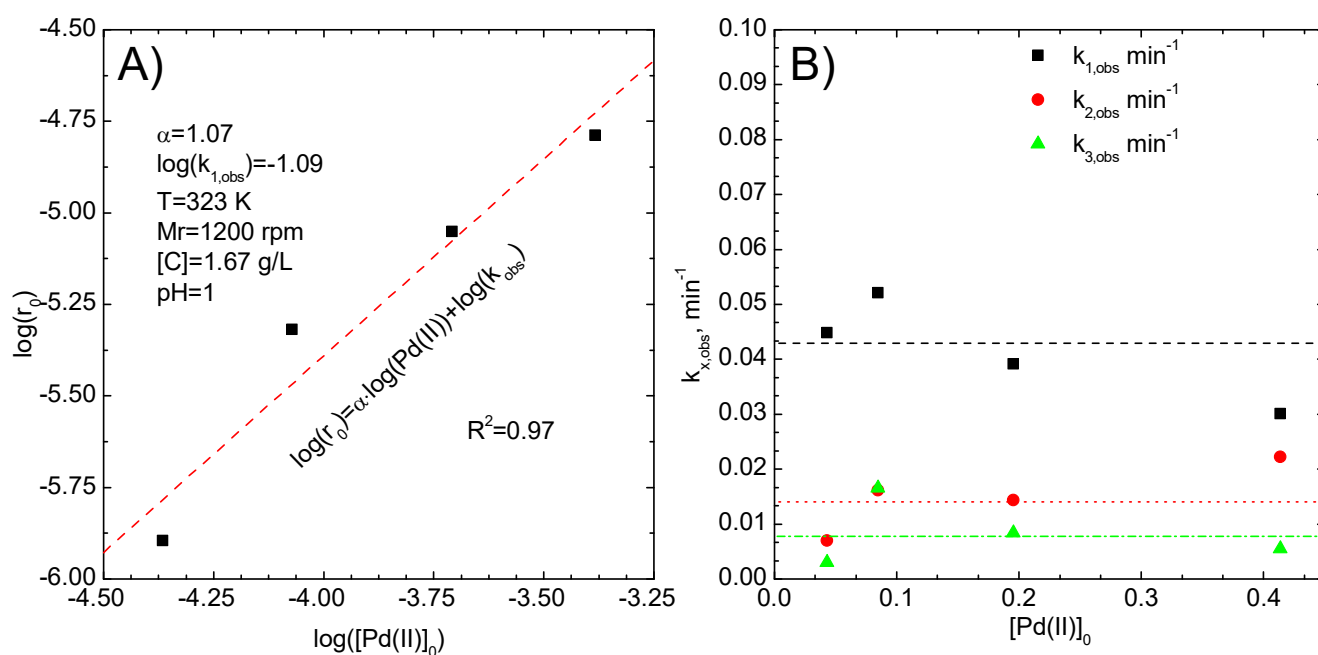 A)
α=1.07
log(k1,obs)=-1.09
T=323 K
Mr=1200 rpm
[C]=1.67 g/L
pH=1
log(r0)=α·log(Pd(II))+log(kobs)
R2=0.97
log(r0)
-4.50
-4.75
-5.00
-5.25
-5.50
-5.75
-6.00
-4.50 -4.25 -4.00 -3.75 -3.50 -3.25
log([Pd(II)]0)
B)
k1,obs min-1
k2,obs min-1
k3,obs min-1
kx,obs, min-1
0.10
0.09
0.08
0.07
0.06
0.05
0.04
0.03
0.02
0.01
0.00
0.0 0.1 0.2 0.3 0.4
[Pd(II)]0